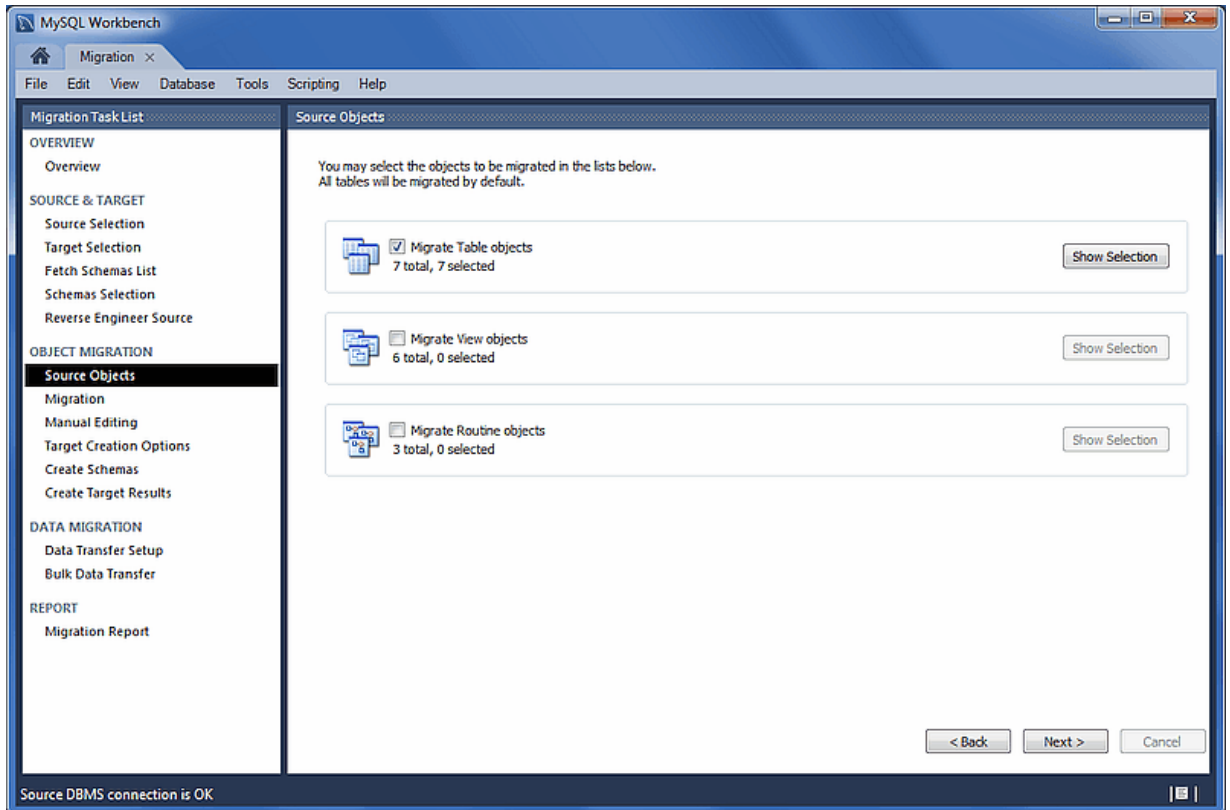 MySQL Workbench
Migration
File Edit View Database Tools Scripting Help
Migration Task List
OVERVIEW
Overview
SOURCE & TARGET
Source Selection
Target Selection
Fetch Schemas List
Schemas Selection
Reverse Engineer Source
OBJECT MIGRATION
Source Objects
Migration
Manual Editing
Target Creation Options
Create Schemas
Create Target Results
DATA MIGRATION
Data Transfer Setup
Bulk Data Transfer
REPORT
Migration Report
Source Objects
You may select the objects to be migrated in the lists below.
All tables will be migrated by default.
Migrate Table objects
7 total, 7 selected
Show Selection
Migrate View objects
6 total, 0 selected
Show Selection
Migrate Routine objects
3 total, 0 selected
Show Selection
< Back Next > Cancel
Source DBMS connection is OK